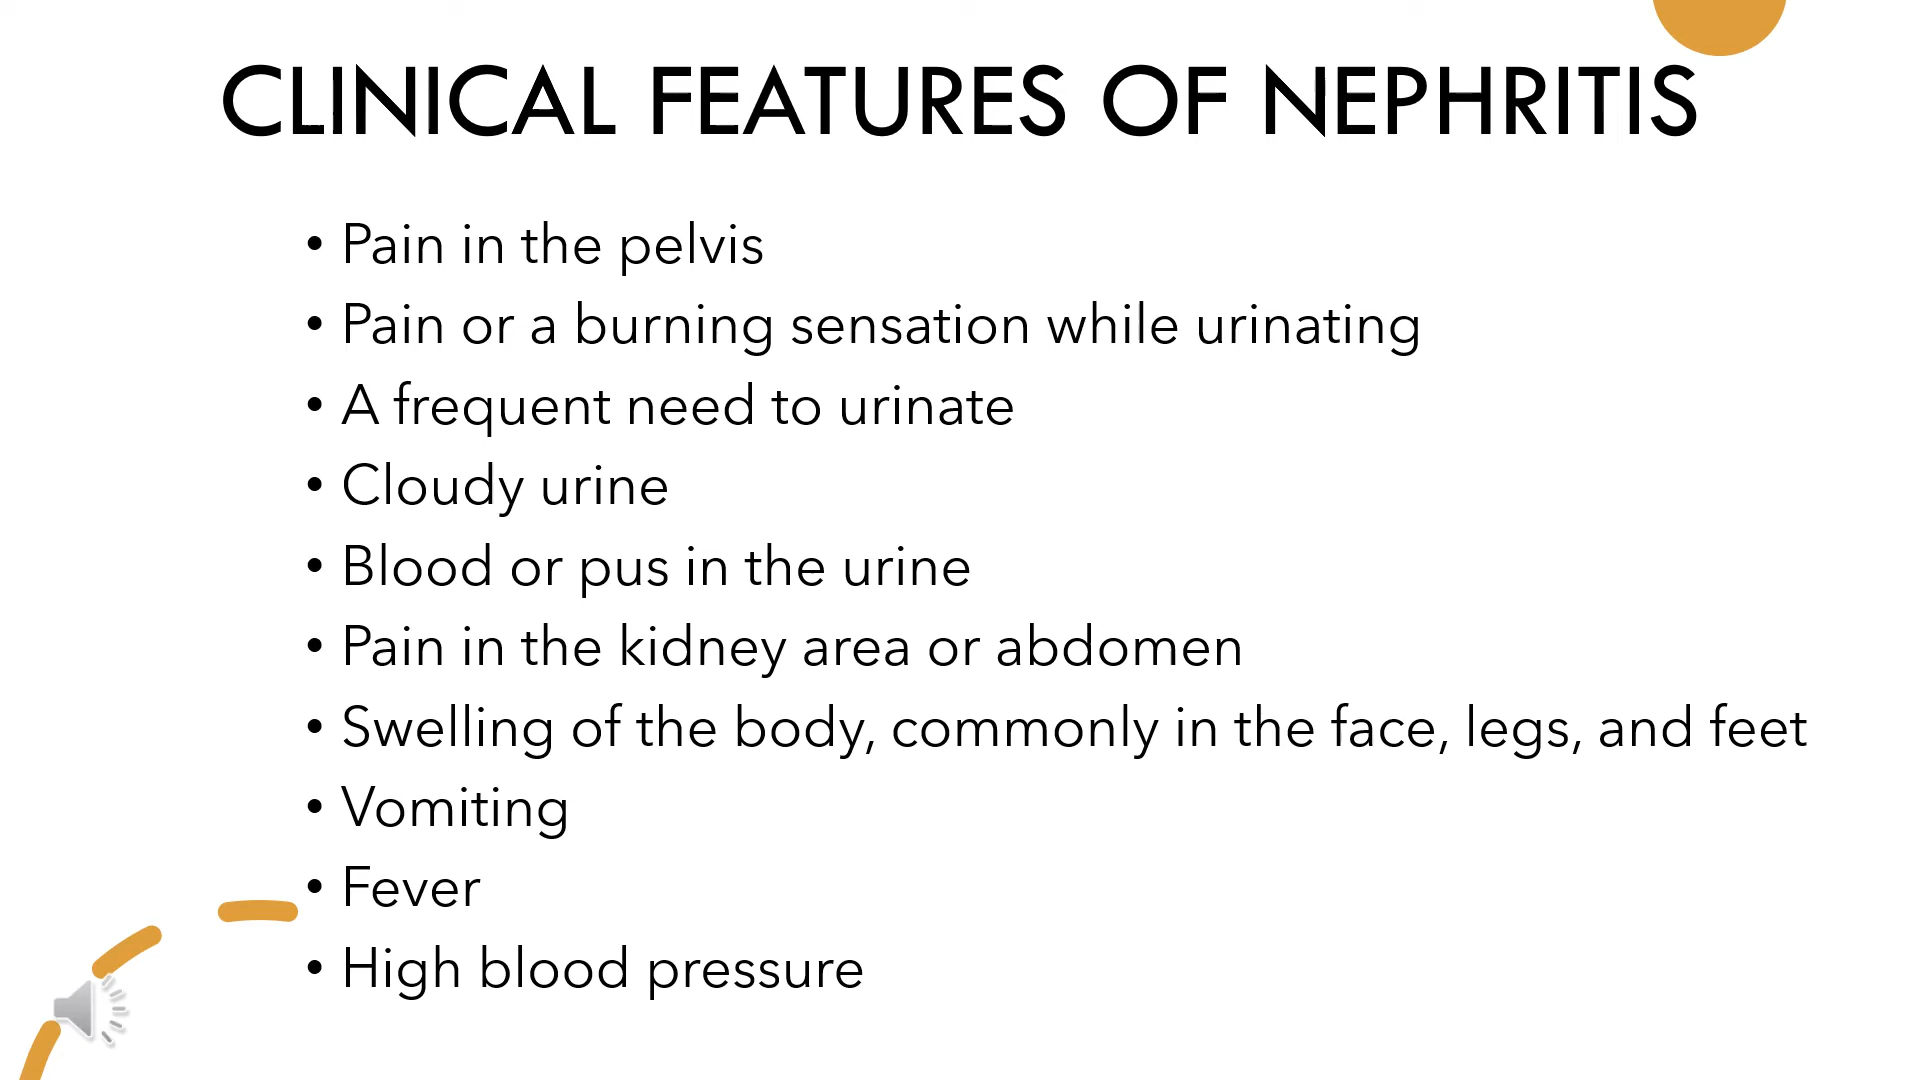 CLINICAL FEATURES OF NEPHRITIS
• Pain in the pelvis
• Pain or a burning sensation while urinating
• A frequent need to urinate
• Cloudy urine
• Blood or pus in the urine
• Pain in the kidney area or abdomen
• Swelling of the body, commonly in the face, legs, and feet
• Vomiting
• Fever
• High blood pressure